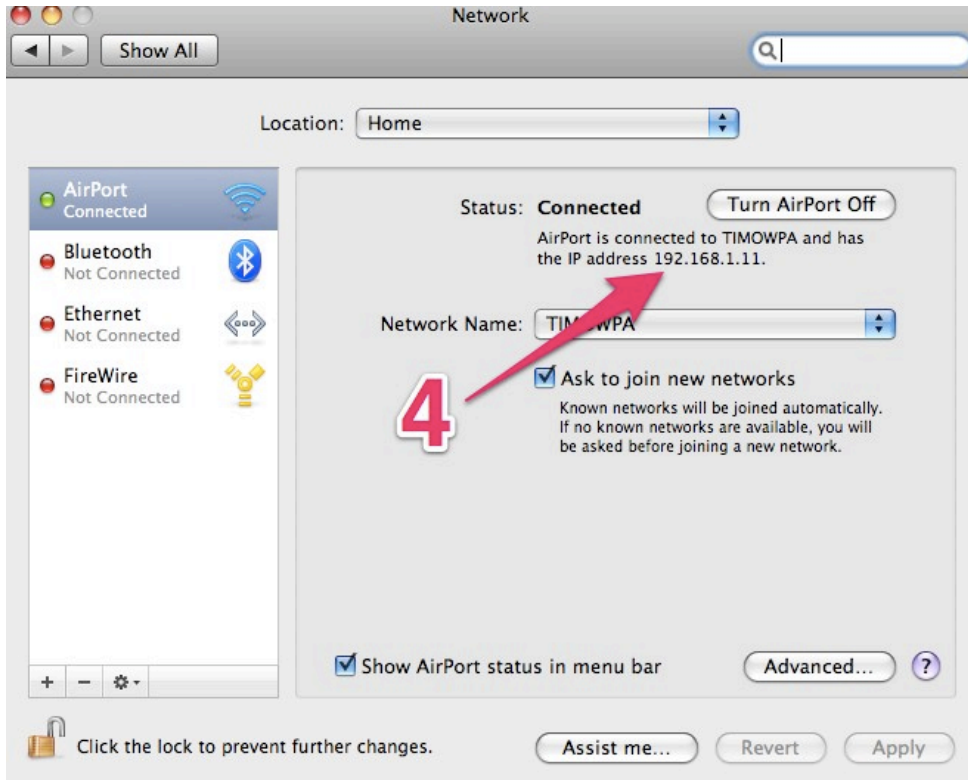 Network
Show All
Location: Home
AirPort
Connected
Bluetooth
Not Connected
Ethernet
Not Connected
FireWire
Not Connected
Status: Connected
Turn AirPort Off
AirPort is connected to TIMOWPA and has
the IP address 192.168.1.11.
Network Name: TIMOWPA
4
Ask to join new networks
Known networks will be joined automatically.
If no known networks are available, you will
be asked before joining a new network.
Show AirPort status in menu bar
Advanced... ?
+ -
Click the lock to prevent further changes.
Assist me... Revert Apply